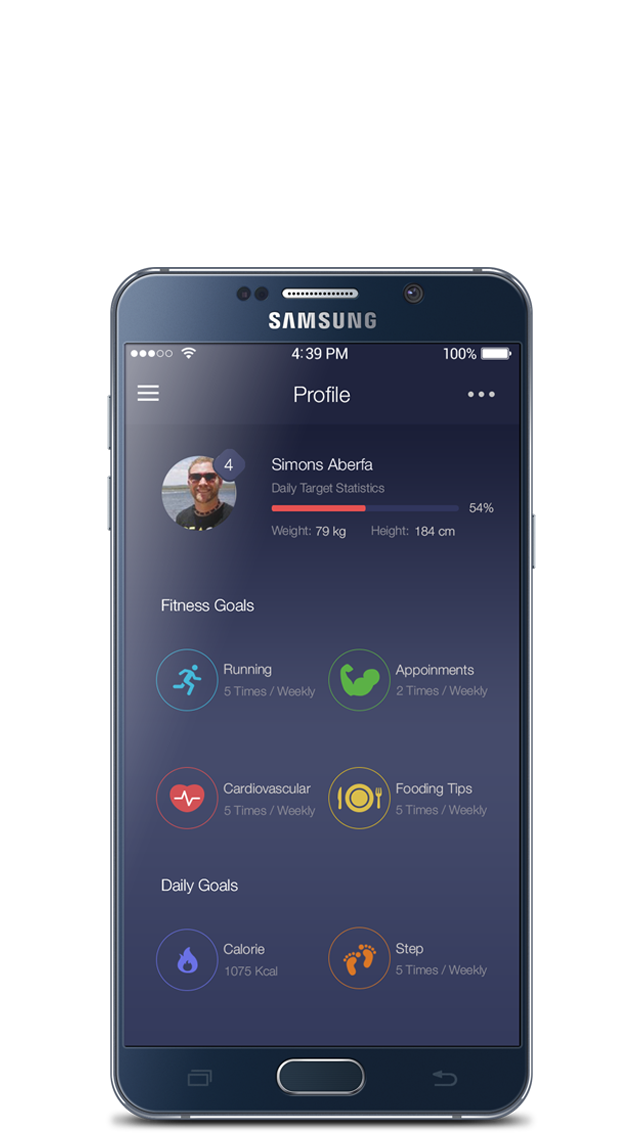 SAMSUNG
4:39 PM
100%
Profile
4
Simons Aberfa
Daily Target Statistics
54%
Weight: 79 kg Height: 184 cm
Fitness Goals
Running
5 Times / Weekly
Appoinments
2 Times / Weekly
Cardiovascular
5 Times / Weekly
Fooding Tips
5 Times / Weekly
Daily Goals
Calorie
1075 Kcal
Step
5 Times / Weekly